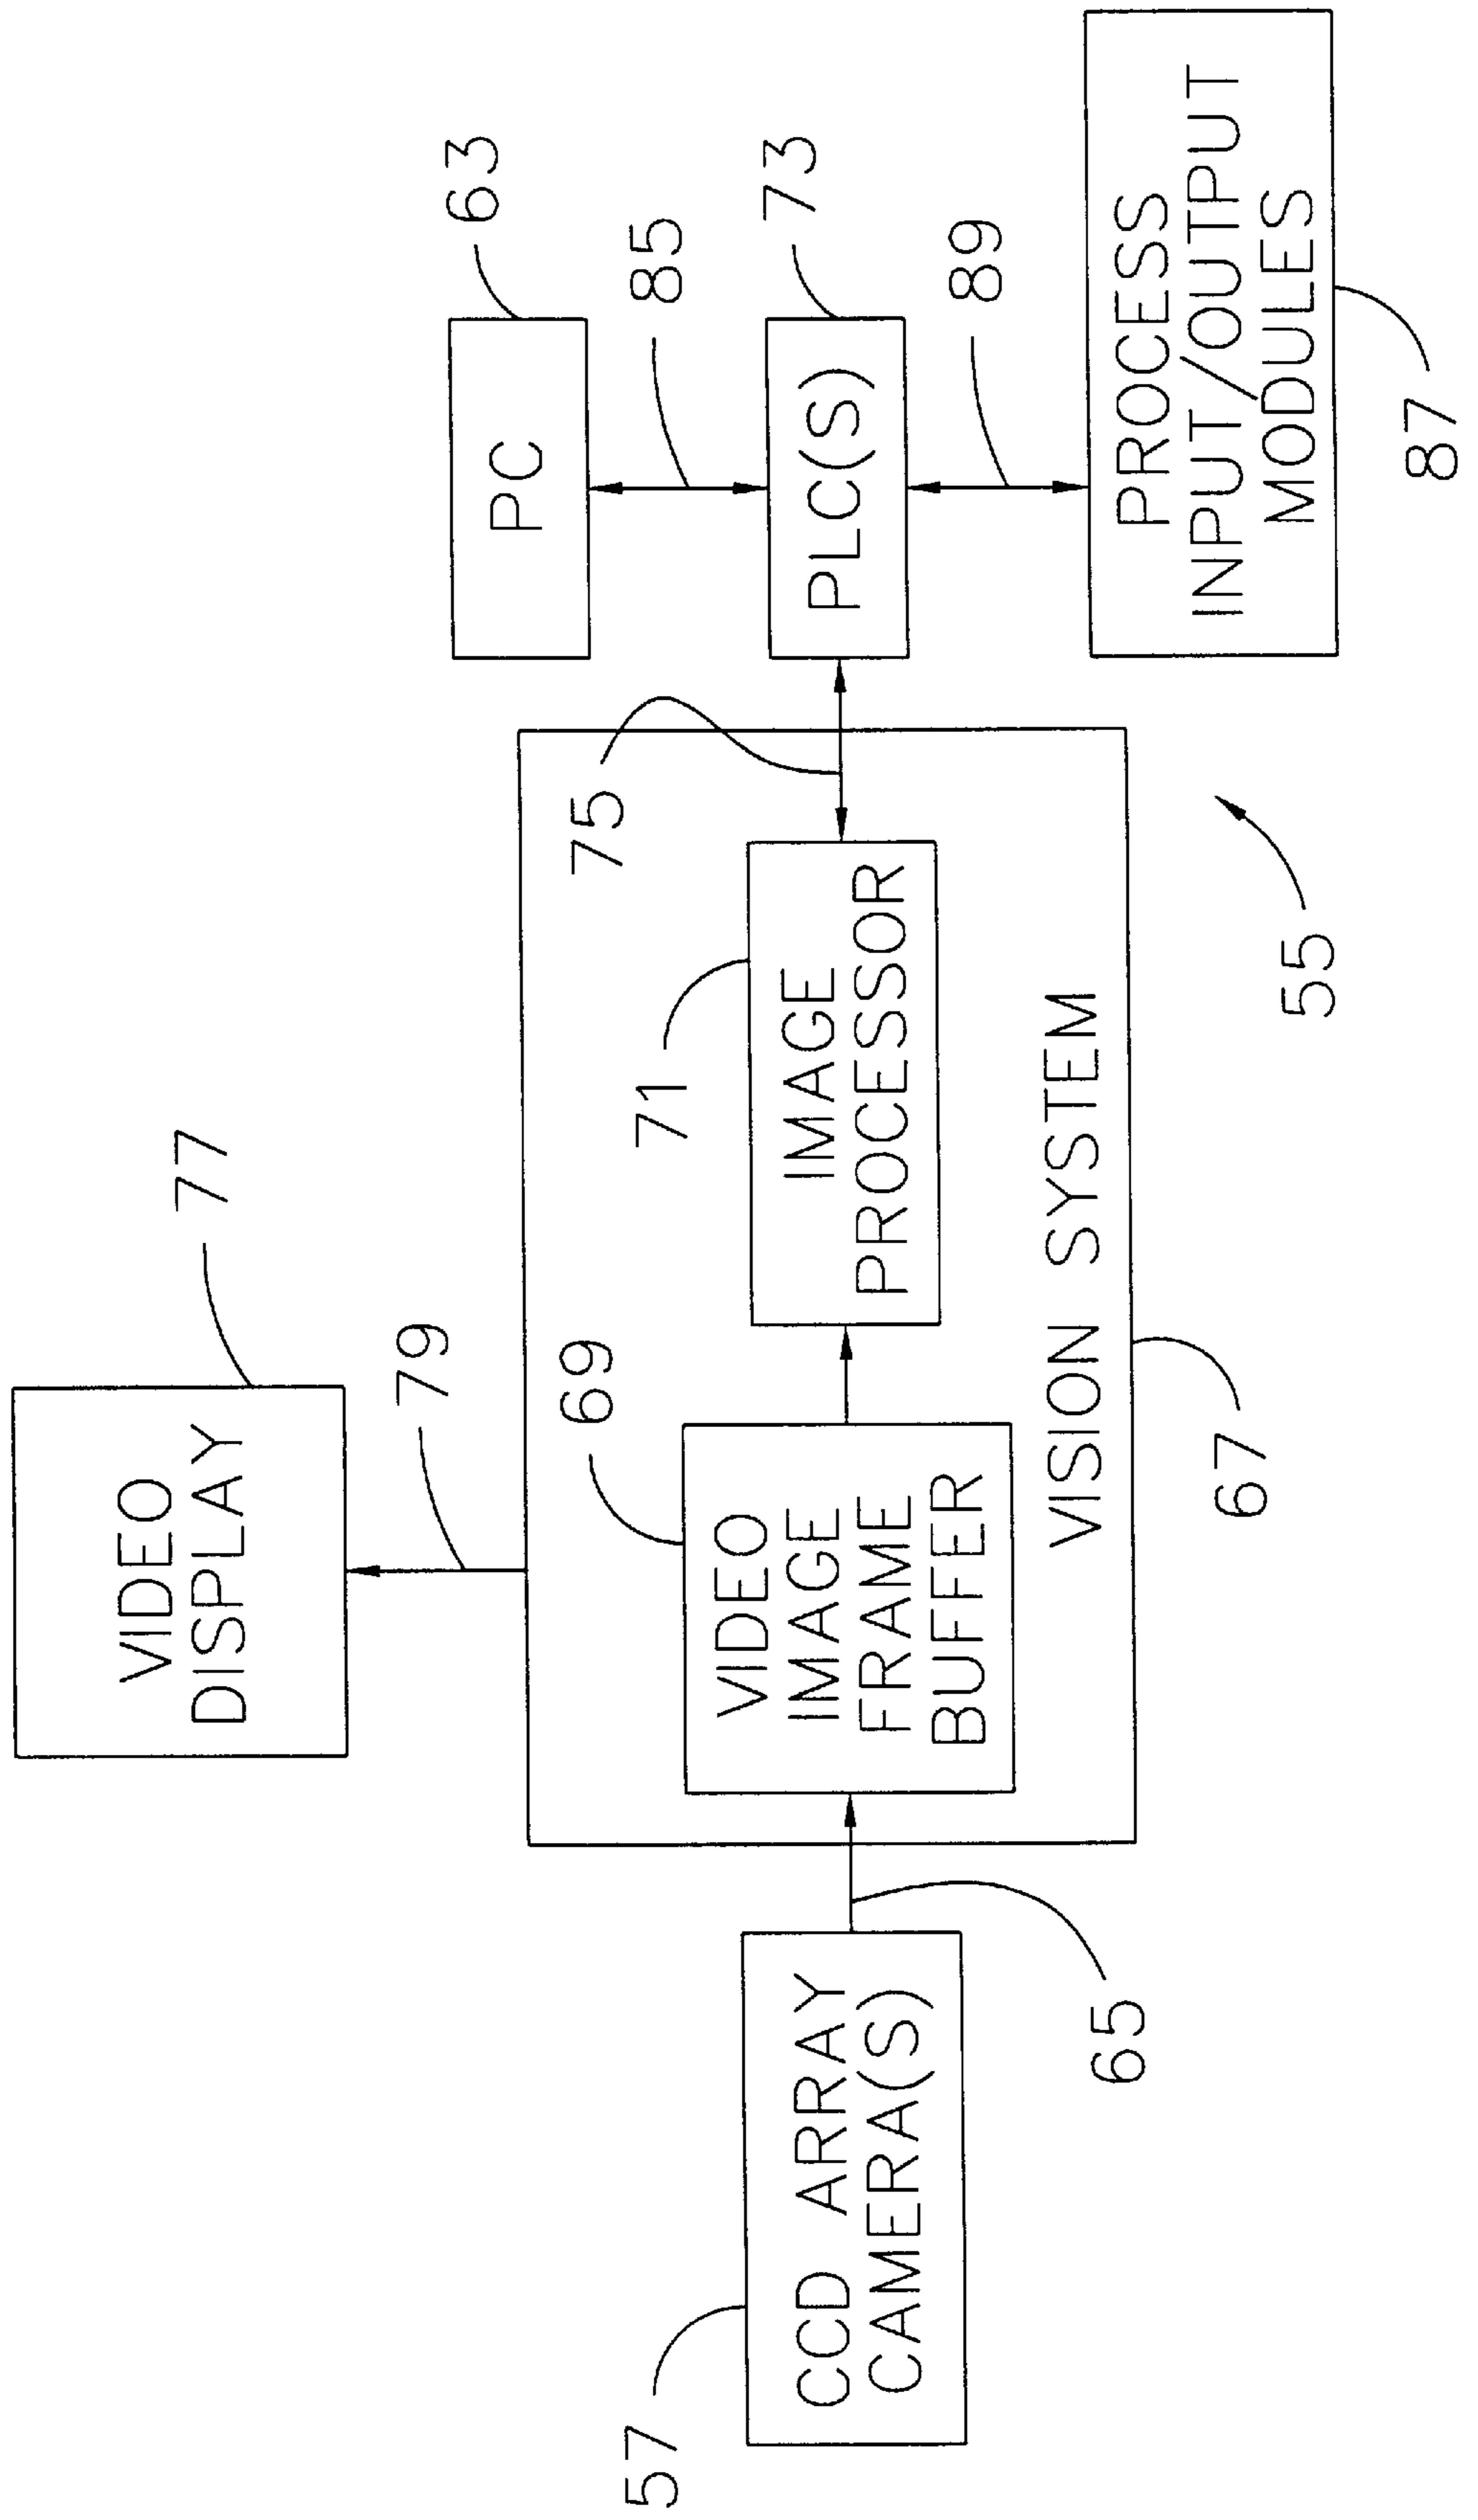 77
VIDEO
DISPLAY
79
63
PC
85
75
73
PLC(S)
69
VIDEO
IMAGE
FRAME
BUFFER
71
IMAGE
PROCESSOR
57
CCD ARRAY
CAMERA(S)
65
VISION SYSTEM
67
55
89
PROCESS
INPUT/OUTPUT
MODULES
87